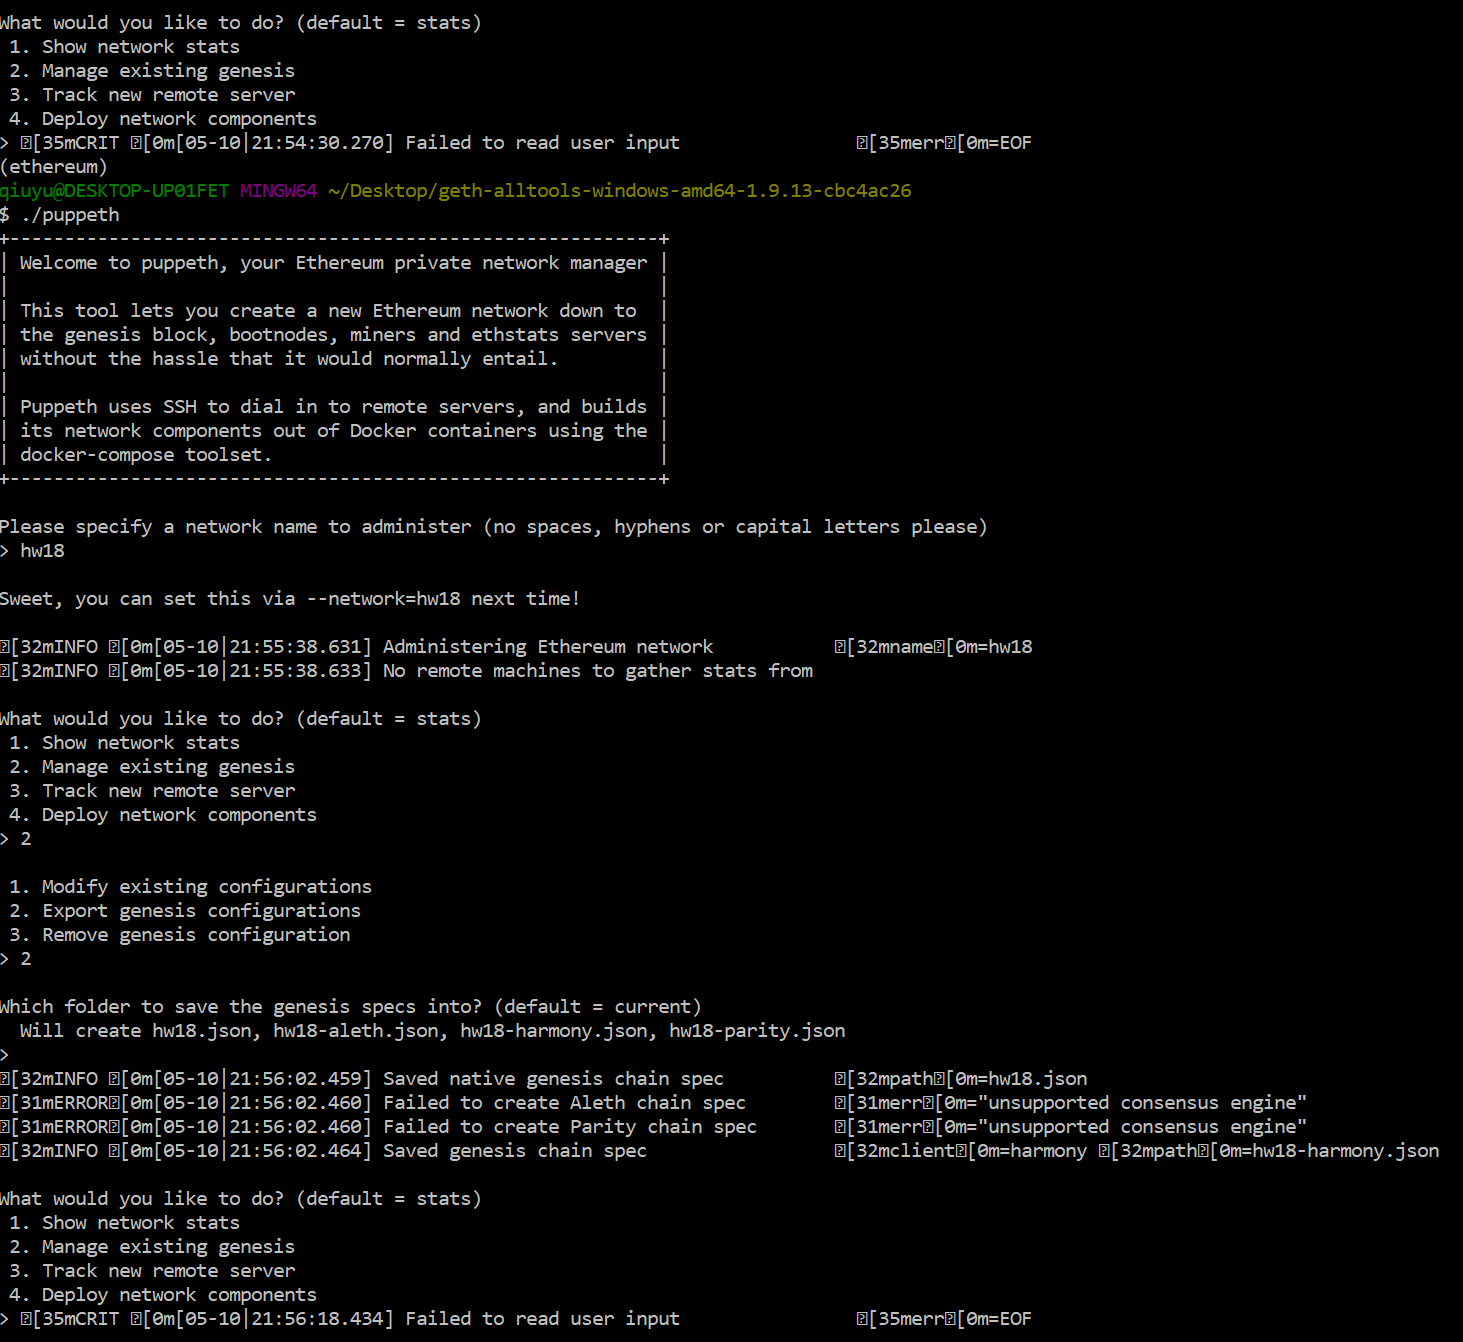 What would you like to do? (default = stats)
 1. Show network stats
 2. Manage existing genesis
 3. Track new remote server
 4. Deploy network components
> �[35mCRIT �[0m[05-10|21:54:30.270] Failed to read user input                �[35merr�[0m=EOF
(ethereum)
qiuyu@DESKTOP-UP01FET MINGW64 ~/Desktop/geth-alltools-windows-amd64-1.9.13-cbc4ac26
$ ./puppeth
+-----------------------------------------------------------+
| Welcome to puppeth, your Ethereum private network manager |
|                                                           |
| This tool lets you create a new Ethereum network down to  |
| the genesis block, bootnodes, miners and ethstats servers |
| without the hassle that it would normally entail.         |
|                                                           |
| Puppeth uses SSH to dial in to remote servers, and builds |
| its network components out of Docker containers using the |
| docker-compose toolset.                                   |
+-----------------------------------------------------------+
Please specify a network name to administer (no spaces, hyphens or capital letters please)
> hw18
Sweet, you can set this via --network=hw18 next time!
�[32mINFO �[0m[05-10|21:55:38.631] Administering Ethereum network           �[32mname�[0m=hw18
�[32mINFO �[0m[05-10|21:55:38.633] No remote machines to gather stats from
What would you like to do? (default = stats)
 1. Show network stats
 2. Manage existing genesis
 3. Track new remote server
 4. Deploy network components
> 2
 1. Modify existing configurations
 2. Export genesis configurations
 3. Remove genesis configuration
> 2
Which folder to save the genesis specs into? (default = current)
  Will create hw18.json, hw18-aleth.json, hw18-harmony.json, hw18-parity.json
>
�[32mINFO �[0m[05-10|21:56:02.459] Saved native genesis chain spec          �[32mpath�[0m=hw18.json
�[31mERROR�[0m[05-10|21:56:02.460] Failed to create Aleth chain spec        �[31merr�[0m="unsupported consensus engine"
�[31mERROR�[0m[05-10|21:56:02.460] Failed to create Parity chain spec       �[31merr�[0m="unsupported consensus engine"
�[32mINFO �[0m[05-10|21:56:02.464] Saved genesis chain spec                 �[32mclient�[0m=harmony �[32mpath�[0m=hw18-harmony.json
What would you like to do? (default = stats)
 1. Show network stats
 2. Manage existing genesis
 3. Track new remote server
 4. Deploy network components
> �[35mCRIT �[0m[05-10|21:56:18.434] Failed to read user input                �[35merr�[0m=EOF